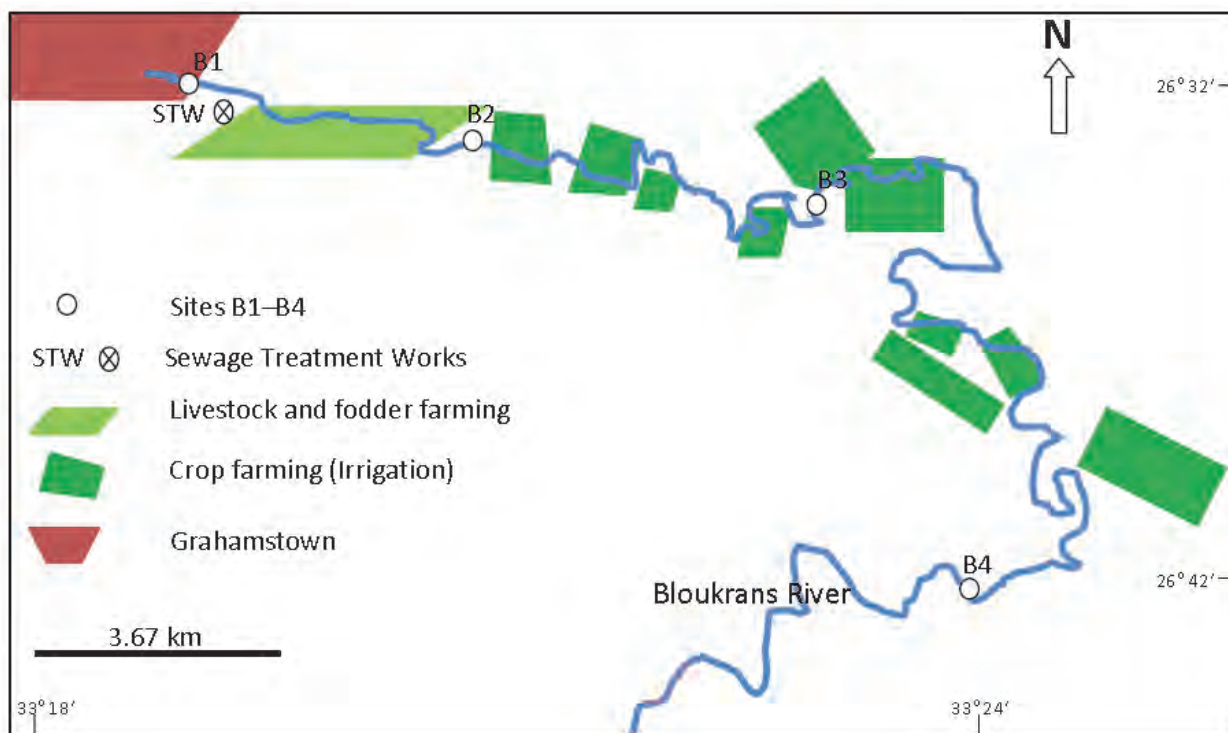 N
B1
26°32'
STW
B2
B3
Sites B1–B4
STW Sewage Treatment Works
Livestock and fodder farming
Crop farming (Irrigation)
Grahamstown
B4
26°42'
Bloukrans River
3.67 km
33°18'
33°24'